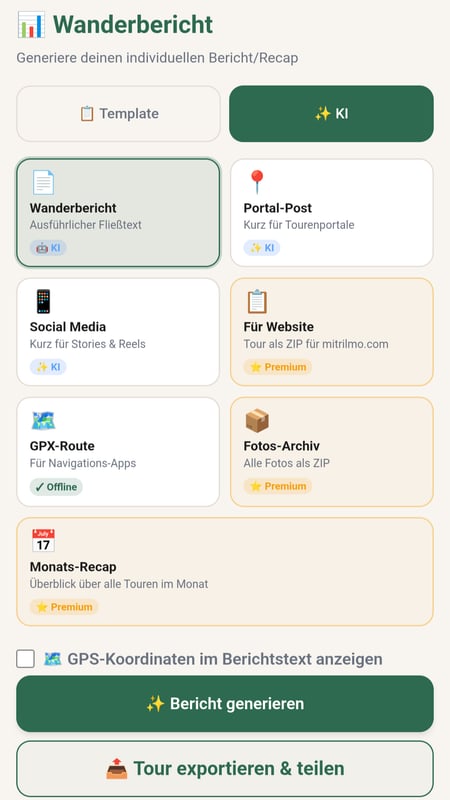 Wanderbericht
Generiere deinen individuellen Bericht/Recap
Template
KI
Wanderbericht
Ausführlicher Fließtext
KI
Portal-Post
Kurz für Tourenportale
KI
Social Media
Kurz für Stories & Reels
KI
Für Website
Tour als ZIP für mitrilmo.com
Premium
GPX-Route
Für Navigations-Apps
✓ Offline
Fotos-Archiv
Alle Fotos als ZIP
Premium
July
17
Monats-Recap
Überblick über alle Touren im Monat
Premium
GPS-Koordinaten im Berichtstext anzeigen
Bericht generieren
Tour exportieren & teilen